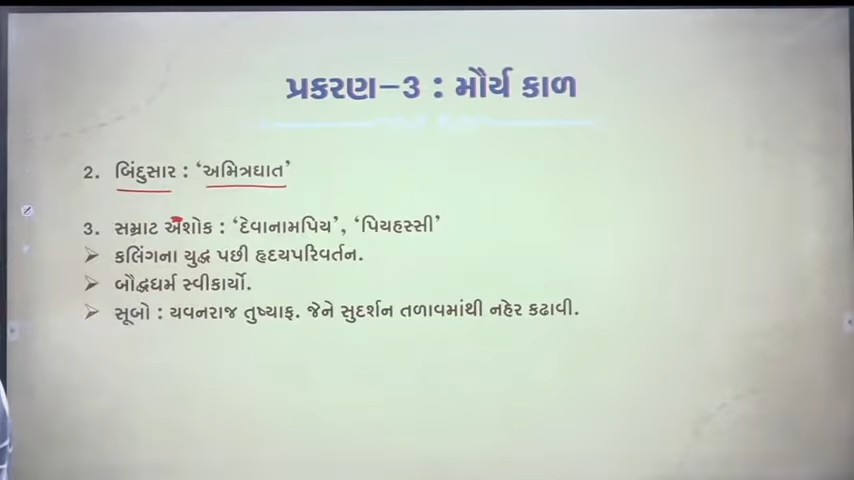 પ્રકરણ-3 : મૌર્ય કાળ
2. બિંદુસાર : ‘અમિત્રઘાત’
3. સમ્રાટ અશોક : ‘દેવાનામપિય’, ‘પિયહસ્સી’
➢ કલિંગના યુદ્ધ પછી હૃદયપરિવર્તન.
➢ બૌદ્ધધર્મ સ્વીકાર્યો.
➢ સૂબો : યવનરાજ તુષ્યાફ. જેને સુદર્શન તળાવમાંથી નહેર કઢાવી.